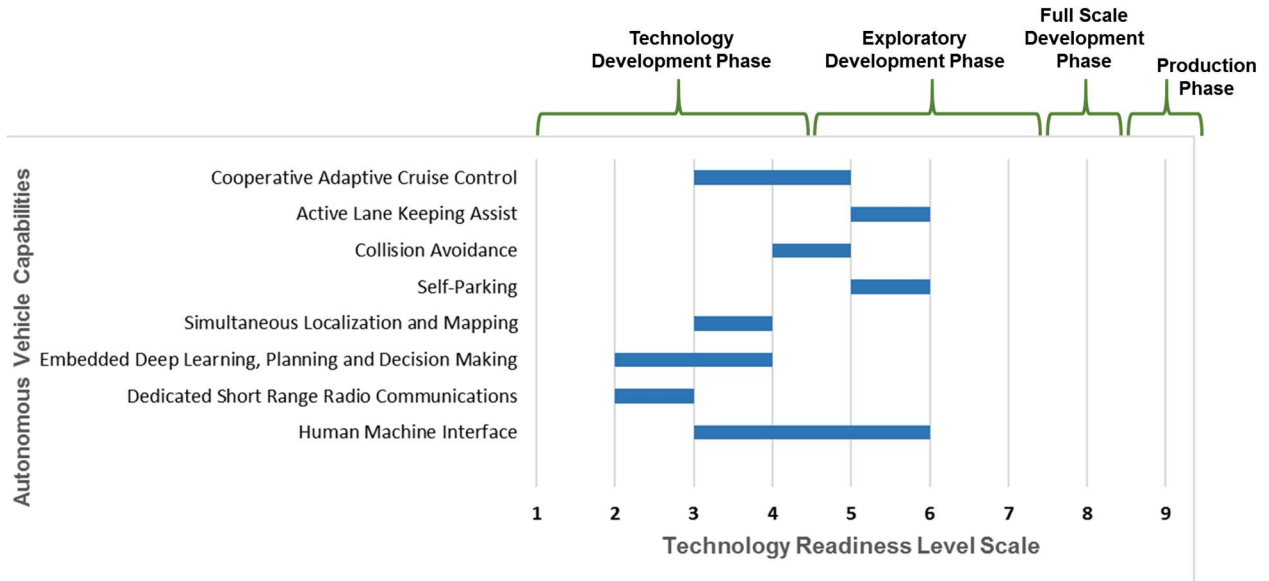 Technology
Development Phase
Exploratory
Development Phase
Full Scale
Development
Phase
Production
Phase
Autonomous Vehicle Capabilities
Cooperative Adaptive Cruise Control
Active Lane Keeping Assist
Collision Avoidance
Self-Parking
Simultaneous Localization and Mapping
Embedded Deep Learning, Planning and Decision Making
Dedicated Short Range Radio Communications
Human Machine Interface
1 2 3 4 5 6 7 8 9
Technology Readiness Level Scale